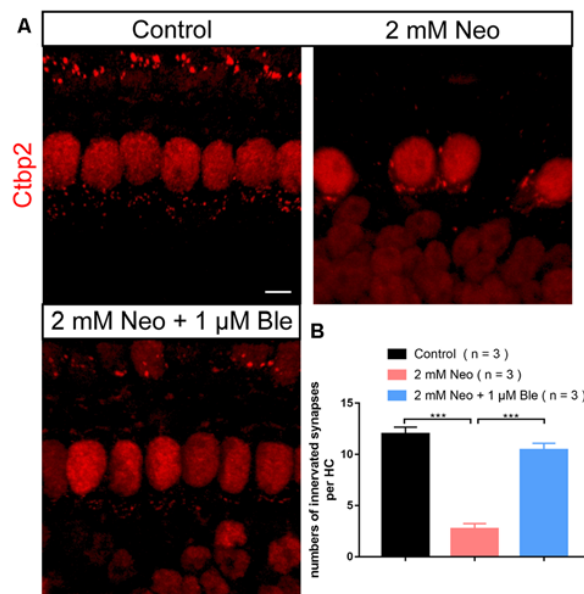 A
Control
2 mM Neo
Ctbp2
2 mM Neo + 1 µM Ble
B
Control ( n = 3 )
2 mM Neo ( n = 3 )
2 mM Neo + 1 µM Ble ( n = 3 )
numbers of innervated synapses
per HC
15
10
5
0
***
***